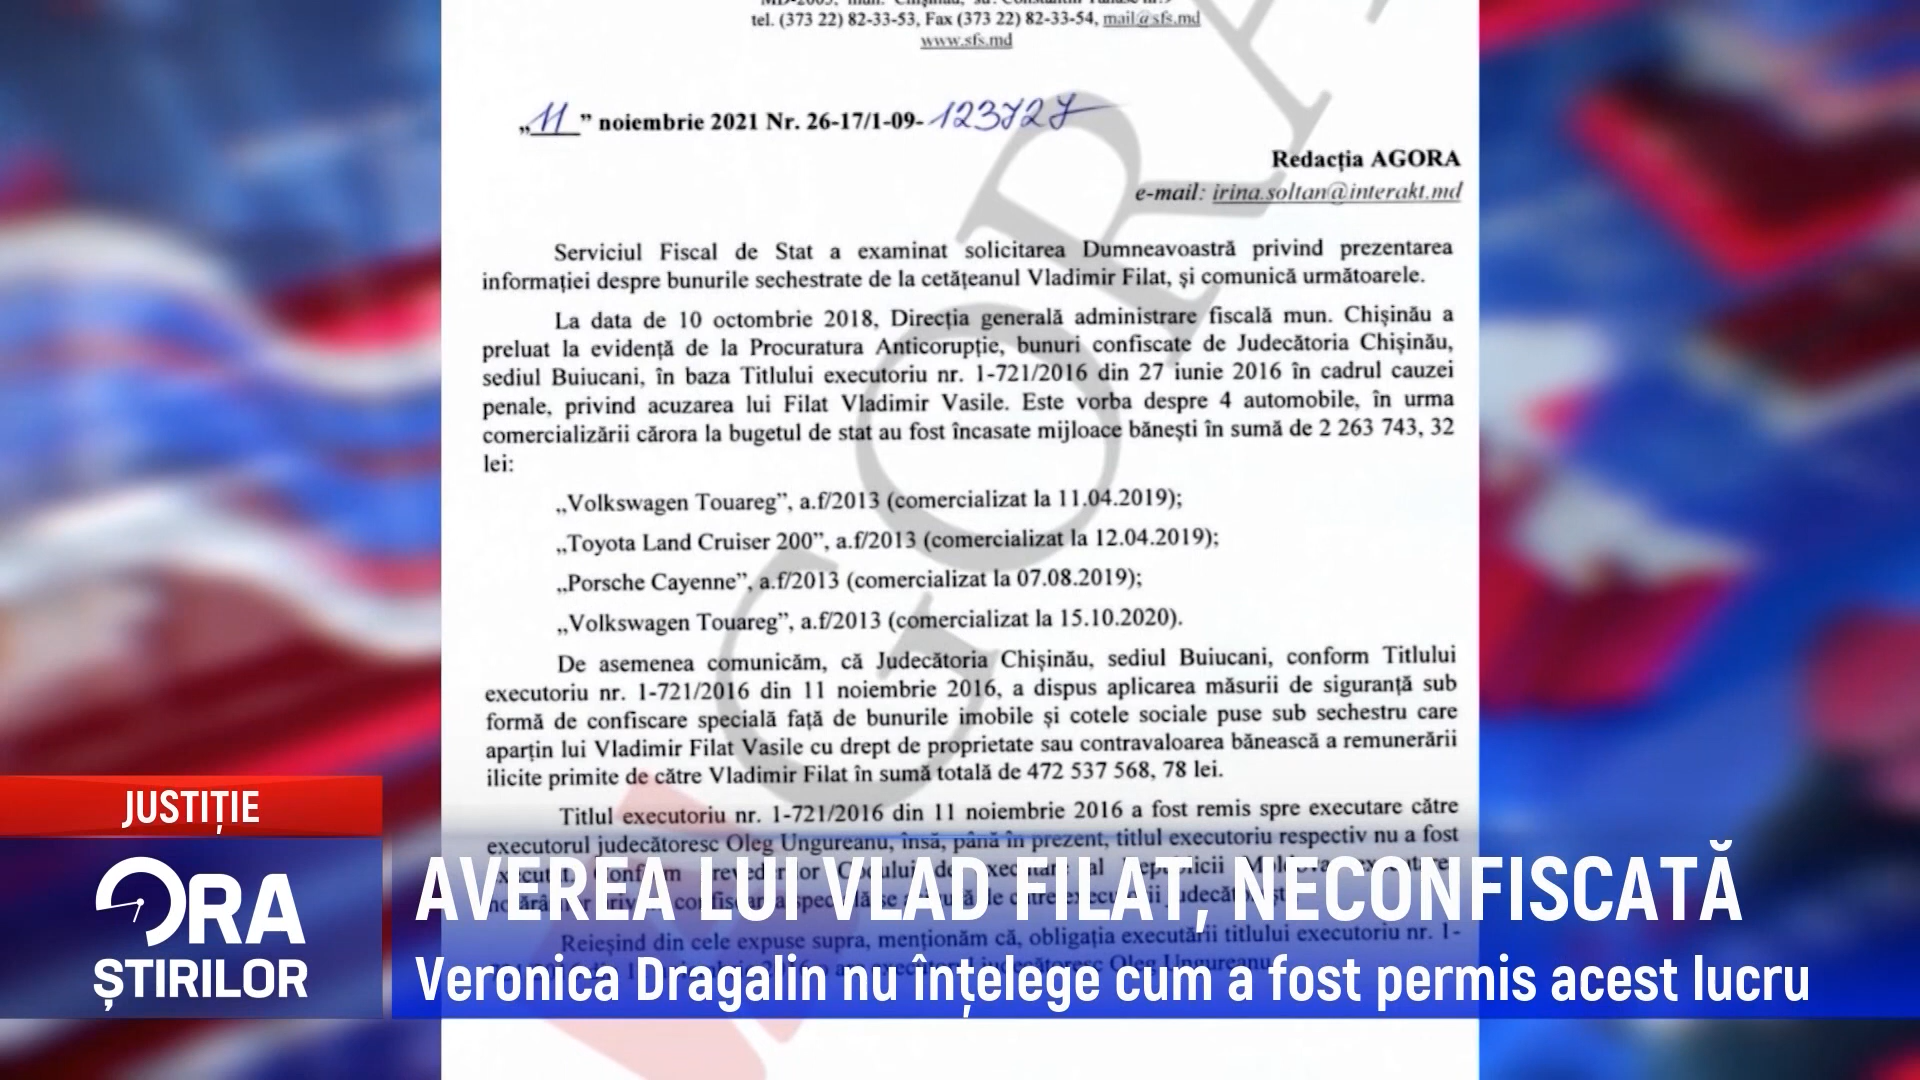 tel. (373 22) 82-33-53, Fax (373 22) 82-33-54, mail@sfs.md
www.sfs.md
„11” noiembrie 2021 Nr. 26-17/1-09-123727
Redacția AGORA
e-mail: irina.soltan@interakt.md
Serviciul Fiscal de Stat a examinat solicitarea Dumneavoastră privind prezentarea
informației despre bunurile sechestrate de la cetățeanul Vladimir Filat, și comunică următoarele.
La data de 10 octombrie 2018, Direcția generală administrare fiscală mun. Chișinău a
preluat la evidență de la Procuratura Anticorupție, bunuri confiscate de Judecătoria Chișinău,
sediul Buiucani, în baza Titlului executoriu nr. 1-721/2016 din 27 iunie 2016 în cadrul cauzei
penale, privind acuzarea lui Filat Vladimir Vasile. Este vorba despre 4 automobile, în urma
comercializării cărora la bugetul de stat au fost încasate mijloace bănești în sumă de 2 263 743, 32
lei:
„Volkswagen Touareg”, a.f/2013 (comercializat la 11.04.2019);
„Toyota Land Cruiser 200”, a.f/2013 (comercializat la 12.04.2019);
„Porsche Cayenne”, a.f/2013 (comercializat la 07.08.2019);
„Volkswagen Touareg”, a.f/2013 (comercializat la 15.10.2020).
De asemenea comunicăm, că Judecătoria Chișinău, sediul Buiucani, conform Titlului
executoriu nr. 1-721/2016 din 11 noiembrie 2016, a dispus aplicarea măsurii de siguranță sub
formă de confiscare specială față de bunurile imobile și cotele sociale puse sub sechestru care
aparțin lui Vladimir Filat Vasile cu drept de proprietate sau contravaloarea bănească a remunerării
ilicite primite de către Vladimir Filat în sumă totală de 472 537 568, 78 lei.
Titlul executoriu nr. 1-721/2016 din 11 noiembrie 2016 a fost remis spre executare către
executorul judecătoresc Oleg Ungureanu, însă, până în prezent, titlul executoriu respectiv nu a fost
Reieșind din cele expuse supra, menționăm că, obligația executării titlului executoriu nr. 1-
AGORA
JUSTIȚIE
ORA
ȘTIRILOR
AVEREA LUI VLAD FILAT, NECONFISCATĂ
Veronica Dragalin nu înțelege cum a fost permis acest lucru